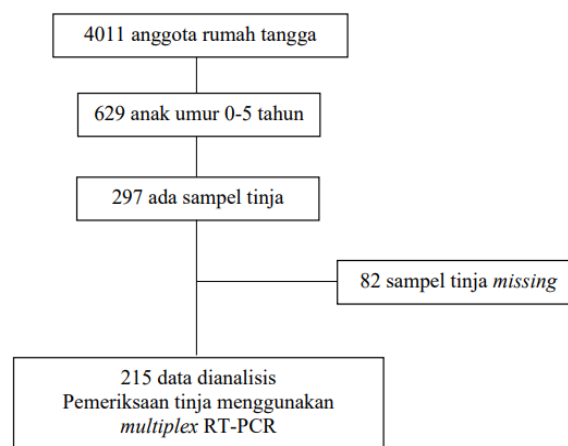 4011 anggota rumah tangga
629 anak umur 0-5 tahun
297 ada sampel tinja
82 sampel tinja missing
215 data dianalisis
Pemeriksaan tinja menggunakan
multiplex RT-PCR